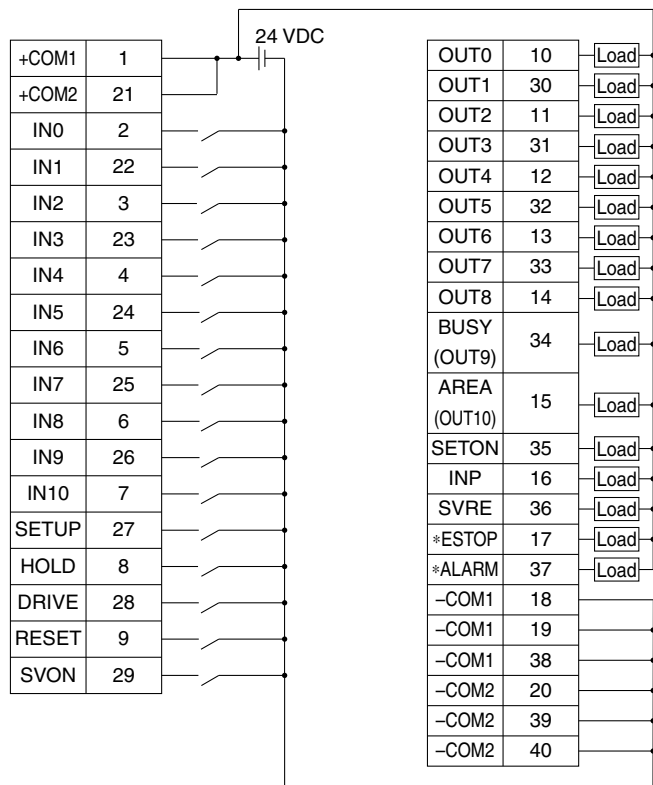 24 VDC
+COM1 1
+COM2 21
IN0 2
IN1 22
IN2 3
IN3 23
IN4 4
IN5 24
IN6 5
IN7 25
IN8 6
IN9 26
IN10 7
SETUP 27
HOLD 8
DRIVE 28
RESET 9
SVON 29
OUT0 10 Load
OUT1 30 Load
OUT2 11 Load
OUT3 31 Load
OUT4 12 Load
OUT5 32 Load
OUT6 13 Load
OUT7 33 Load
OUT8 14 Load
BUSY
(OUT9) 34 Load
AREA
(OUT10) 15 Load
SETON 35 Load
INP 16 Load
SVRE 36 Load
*ESTOP 17 Load
*ALARM 37 Load
–COM1 18
–COM1 19
–COM1 38
–COM2 20
–COM2 39
–COM2 40